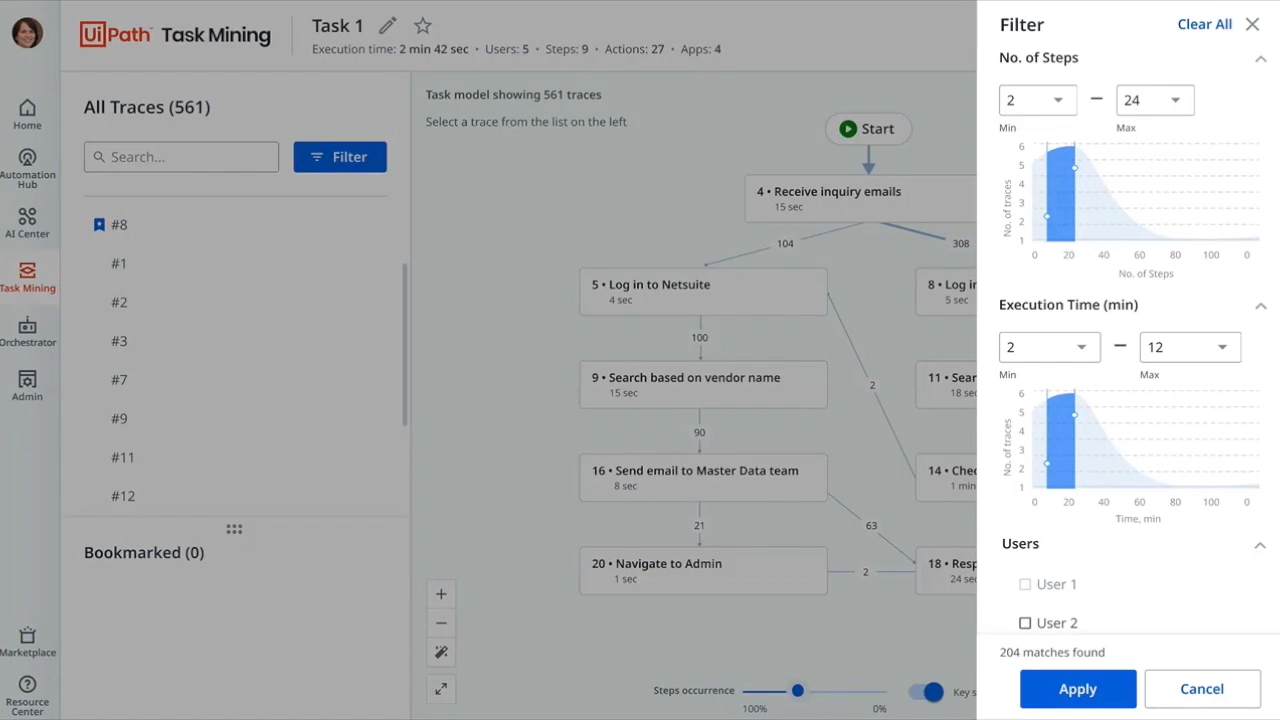 Home
Automation
Hub
AI Center
Task Mining
Orchestrator
Admin
Marketplace
Resource
Center
UiPath Task Mining
Task 1
Execution time: 2 min 42 sec • Users: 5 • Steps: 9 • Actions: 27 • Apps: 4
All Traces (561)
Search...
Filter
#8
#1
#2
#3
#7
#9
#11
#12
Bookmarked (0)
Task model showing 561 traces
Select a trace from the list on the left
Start
4 • Receive inquiry emails
15 sec
104
308
5 • Log in to Netsuite
4 sec
8 • Log in
5 sec
100
2
9 • Search based on vendor name
15 sec
11 • Sear
18 sec
90
16 • Send email to Master Data team
8 sec
14 • Chec
1 min
21
63
20 • Navigate to Admin
1 sec
2
18 • Resp
24 sec
Steps occurrence
100%
0%
Key s
Filter
Clear All
No. of Steps
2
24
Min
Max
No. of traces
6
5
4
3
2
1
0 20 40 60 80 100 0
No. of Steps
Execution Time (min)
2
12
Min
Max
No. of traces
6
5
4
3
2
1
0 20 40 60 80 100 0
Time, min
Users
User 1
User 2
204 matches found
Apply
Cancel